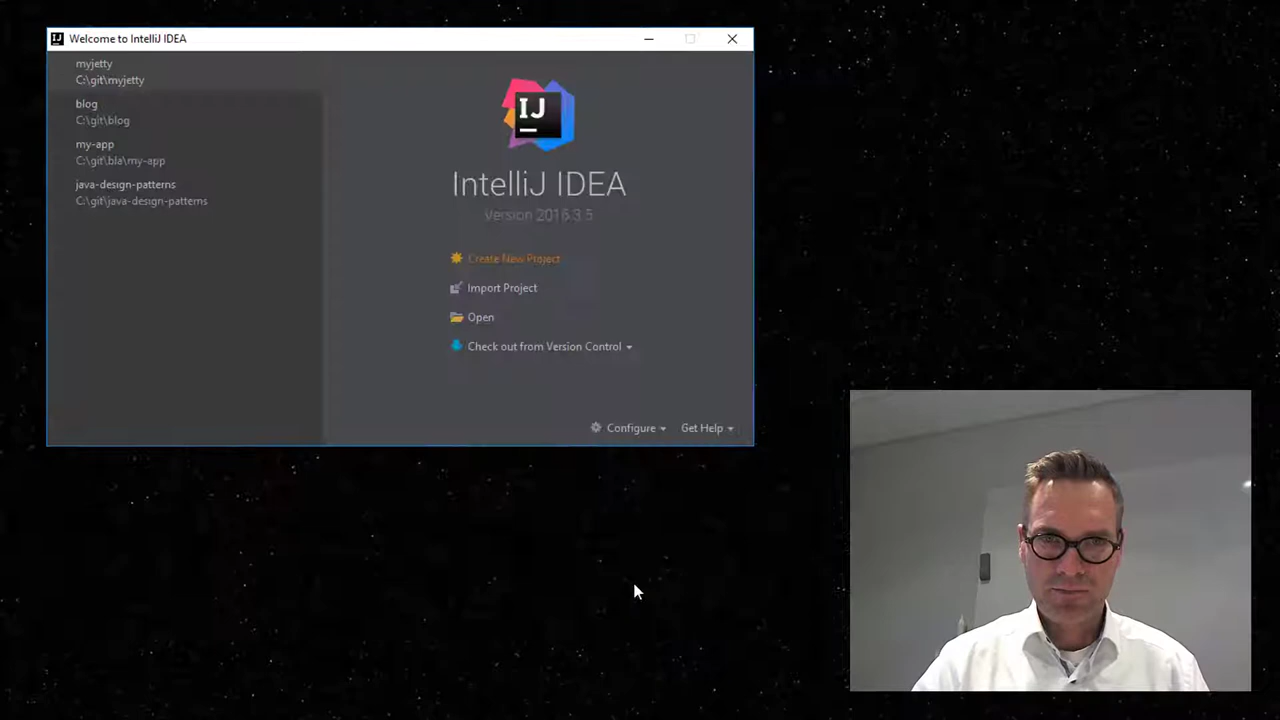 Welcome to IntelliJ IDEA
myjetty
C:\git\myjetty
blog
C:\git\blog
my-app
C:\git\bla\my-app
java-design-patterns
C:\git\java-design-patterns
IJ
IntelliJ IDEA
Version 2016.3.5
Create New Project
Import Project
Open
Check out from Version Control
Configure
Get Help